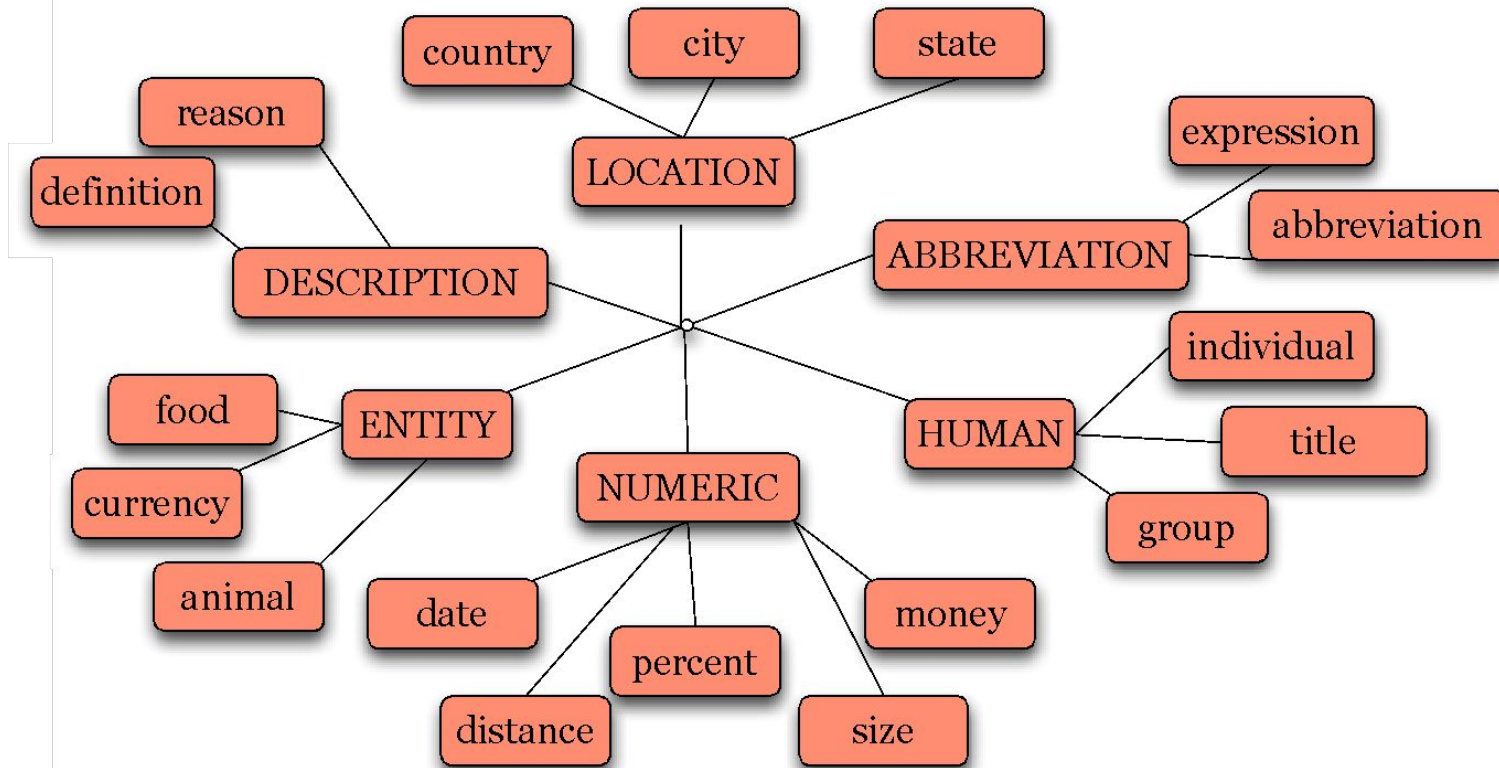 country
city
state
reason
expression
LOCATION
definition
abbreviation
ABBREVIATION
DESCRIPTION
individual
food
ENTITY
HUMAN
title
NUMERIC
currency
group
animal
date
money
percent
distance
size